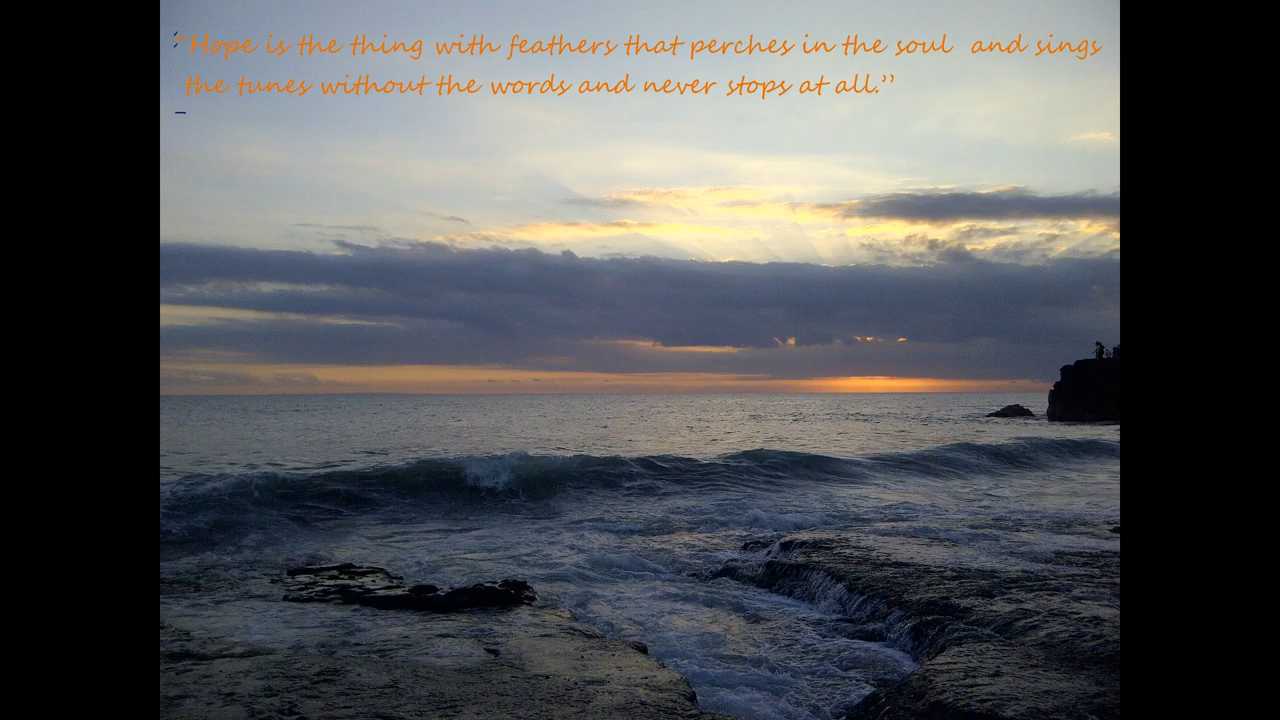 “Hope is the thing with feathers that perches in the soul and sings
the tunes without the words and never stops at all.”